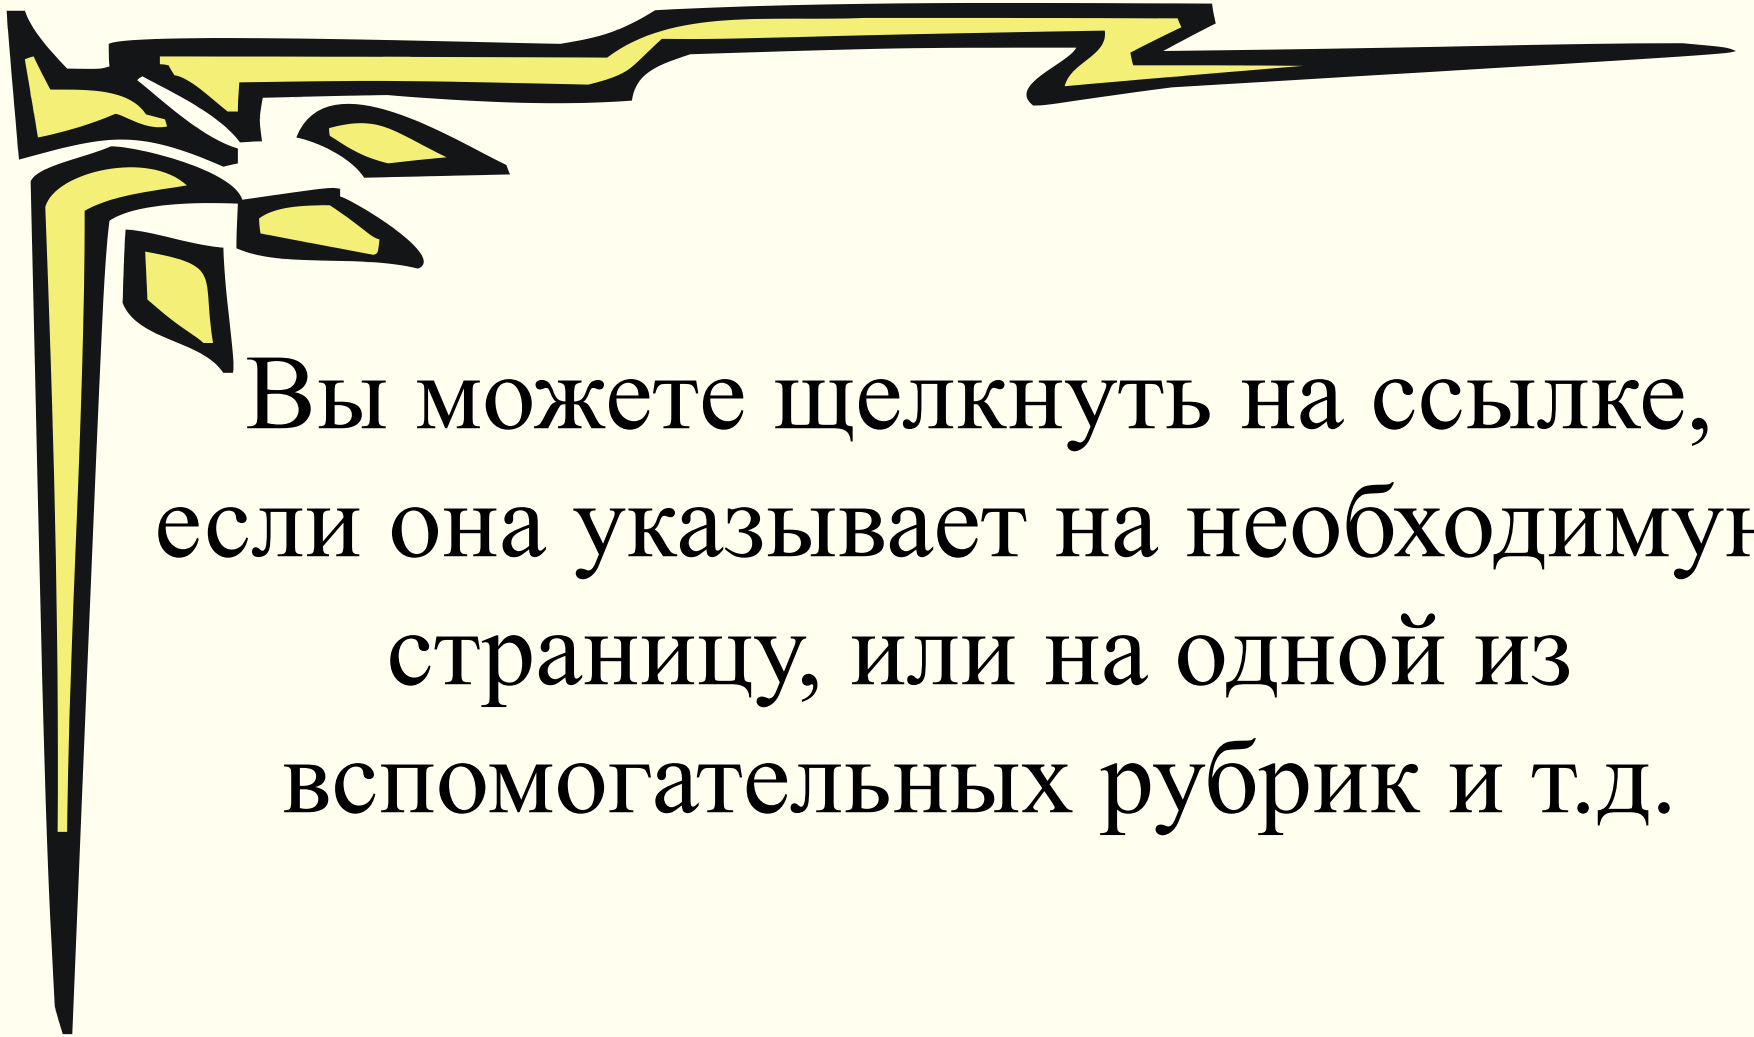 Вы можете щелкнуть на ссылке,
если она указывает на
страницу, или на одной из
вспомогательных рубрик и т.д.